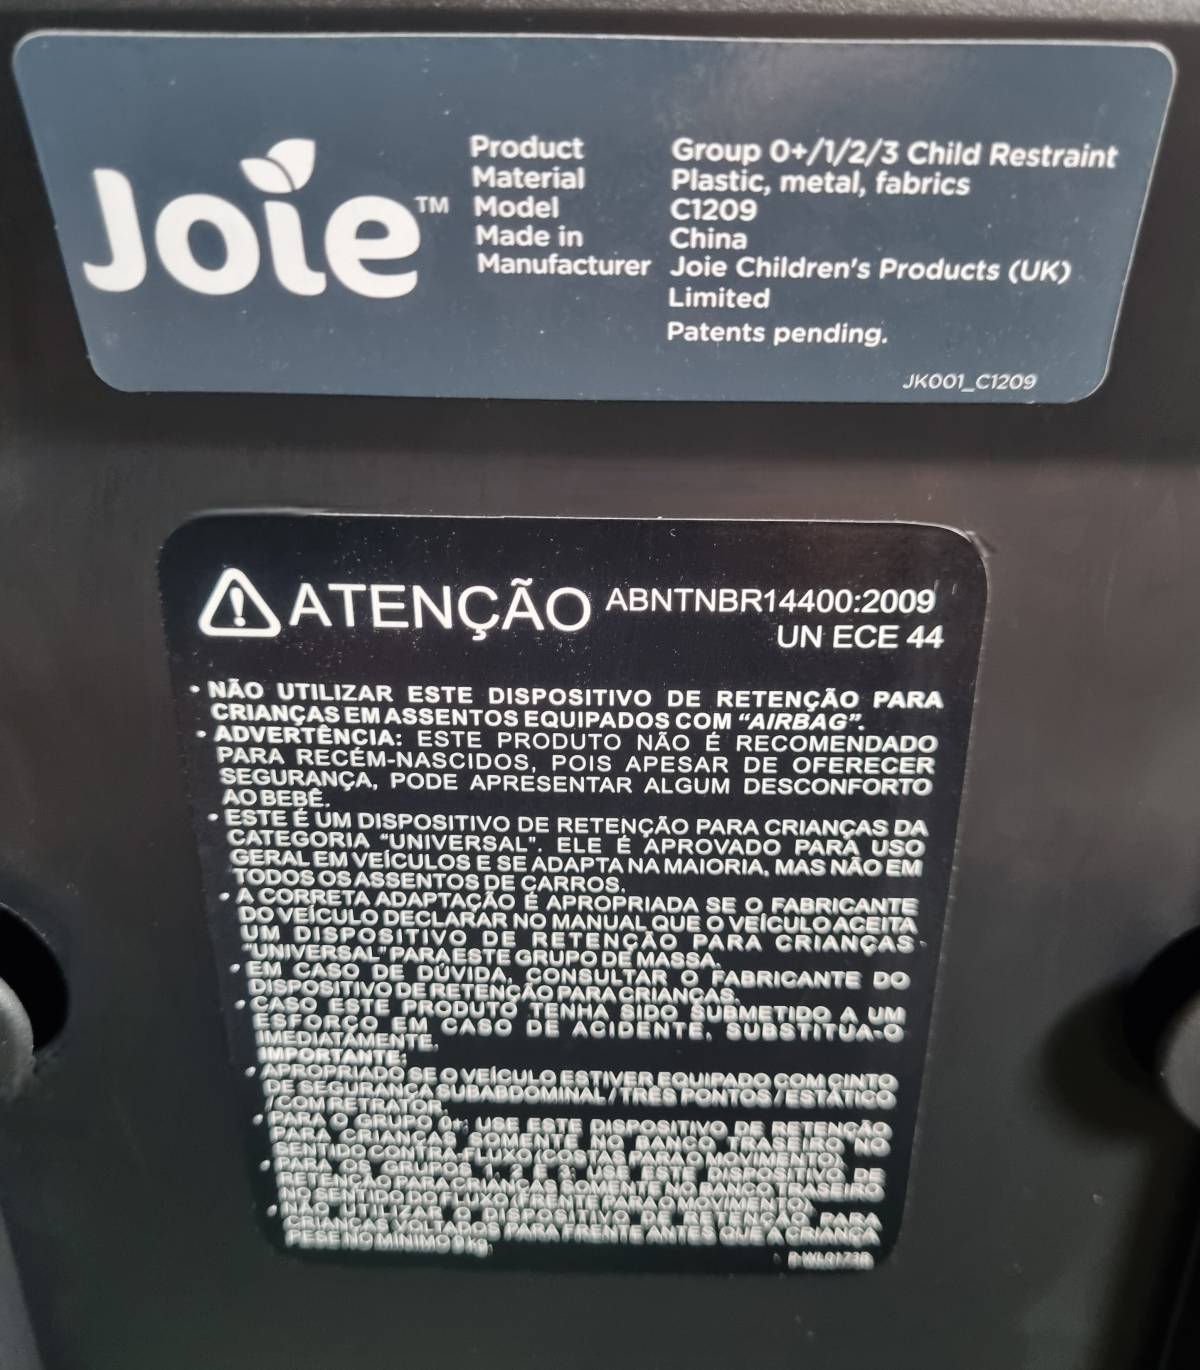 Joie™
Product Group 0+/1/2/3 Child Restraint
Material Plastic, metal, fabrics
Model C1209
Made in China
Manufacturer Joie Children's Products (UK)
Limited
Patents pending.
JK001_C1209
ATENÇÃO ABNTNBR14400:2009
UN ECE 44
• NÃO UTILIZAR ESTE DISPOSITIVO DE RETENÇÃO PARA
CRIANÇAS EM ASSENTOS EQUIPADOS COM “AIRBAG”.
• ADVERTÊNCIA: ESTE PRODUTO NÃO É RECOMENDADO
PARA RECÉM-NASCIDOS, POIS APESAR DE OFERECER
SEGURANÇA, PODE APRESENTAR ALGUM DESCONFORTO
AO BEBÊ.
• ESTE É UM DISPOSITIVO DE RETENÇÃO PARA CRIANÇAS DA
CATEGORIA “UNIVERSAL”. ELE É APROVADO PARA USO
GERAL EM VEÍCULOS E SE ADAPTA NA MAIORIA, MAS NÃO EM
TODOS OS ASSENTOS DE CARROS.
• A CORRETA ADAPTAÇÃO É APROPRIADA SE O FABRICANTE
DO VEÍCULO DECLARAR NO MANUAL QUE O VEÍCULO ACEITA
UM DISPOSITIVO DE RETENÇÃO PARA CRIANÇAS
“UNIVERSAL” PARA ESTE GRUPO DE MASSA.
• EM CASO DE DÚVIDA, CONSULTAR O FABRICANTE DO
DISPOSITIVO DE RETENÇÃO PARA CRIANÇAS.
• CASO ESTE PRODUTO TENHA SIDO SUBMETIDO A UM
ESFORÇO EM CASO DE ACIDENTE, SUBSTITUA-O
IMEDIATAMENTE.
IMPORTANTE:
• APROPRIADO SE O VEÍCULO ESTIVER EQUIPADO COM CINTO
DE SEGURANÇA SUBABDOMINAL / TRÊS PONTOS / ESTÁTICO
/ COM RETRATOR.
• PARA O GRUPO 0+: USE ESTE DISPOSITIVO DE RETENÇÃO
PARA CRIANÇAS SOMENTE NO BANCO TRASEIRO NO
SENTIDO CONTRA-FLUXO (COSTAS PARA O MOVIMENTO).
• PARA OS GRUPOS 1, 2 E 3: USE ESTE DISPOSITIVO DE
RETENÇÃO PARA CRIANÇAS SOMENTE NO BANCO TRASEIRO
NO SENTIDO DO FLUXO (FRENTE PARA O MOVIMENTO).
• NÃO UTILIZAR O DISPOSITIVO DE RETENÇÃO PARA
CRIANÇAS VOLTADOS PARA FRENTE ANTES QUE A CRIANÇA
PESE NO MÍNIMO 9 kg.